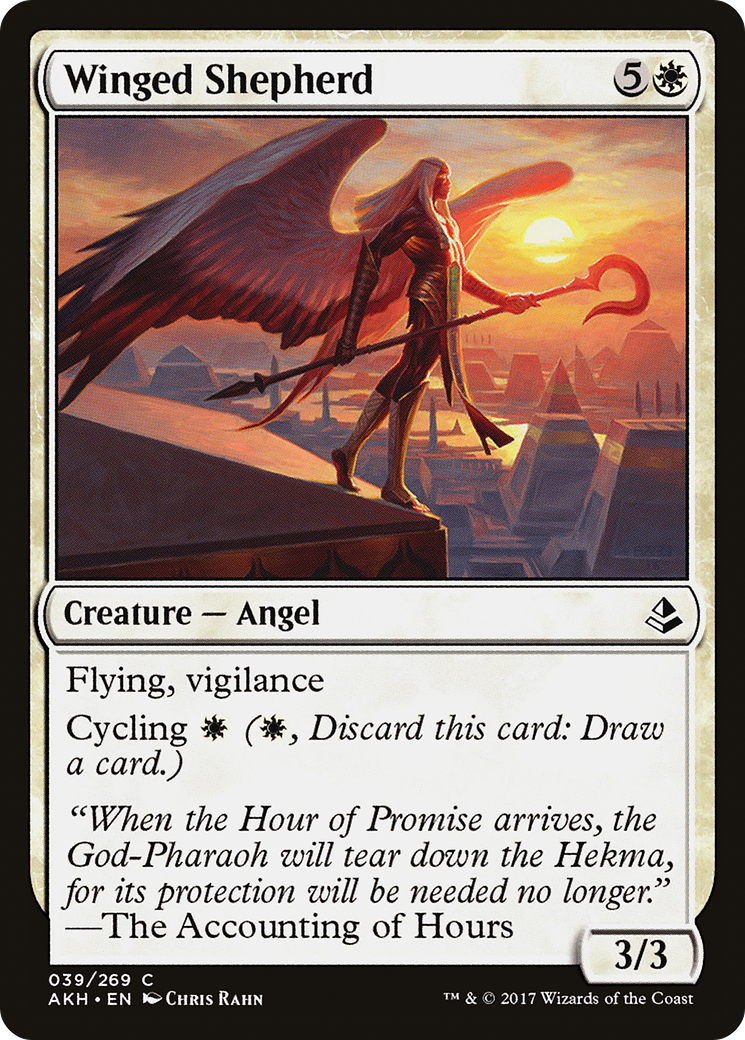 Winged Shepherd
5
Creature — Angel
Flying, vigilance
Cycling (, Discard this card: Draw
a card.)
“When the Hour of Promise arrives, the
God-Pharaoh will tear down the Hekma,
for its protection will be needed no longer.”
—The Accounting of Hours
3/3
039/269 C
AKH • EN Chris Rahn
™ & © 2017 Wizards of the Coast